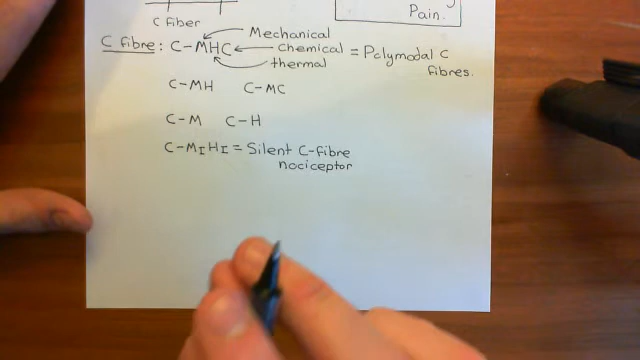 C fiber
Pain.
C fibre: C-MHC
Mechanical
Chemical
thermal
= Polymodal C
fibres.
C-MH C-MC
C-M C-H
C-MIHI = Silent C-fibre
nociceptor